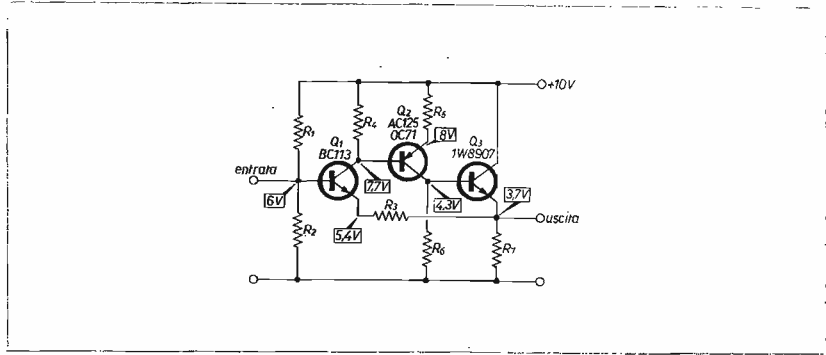 +10V
Q2
AC125
OC71
R5
R1
R4
Q1
BC113
8V
Q3
1W8907
entrata
6V
7,7V
4,3V
3,7V
R3
uscita
R2
5,4V
R6
R7